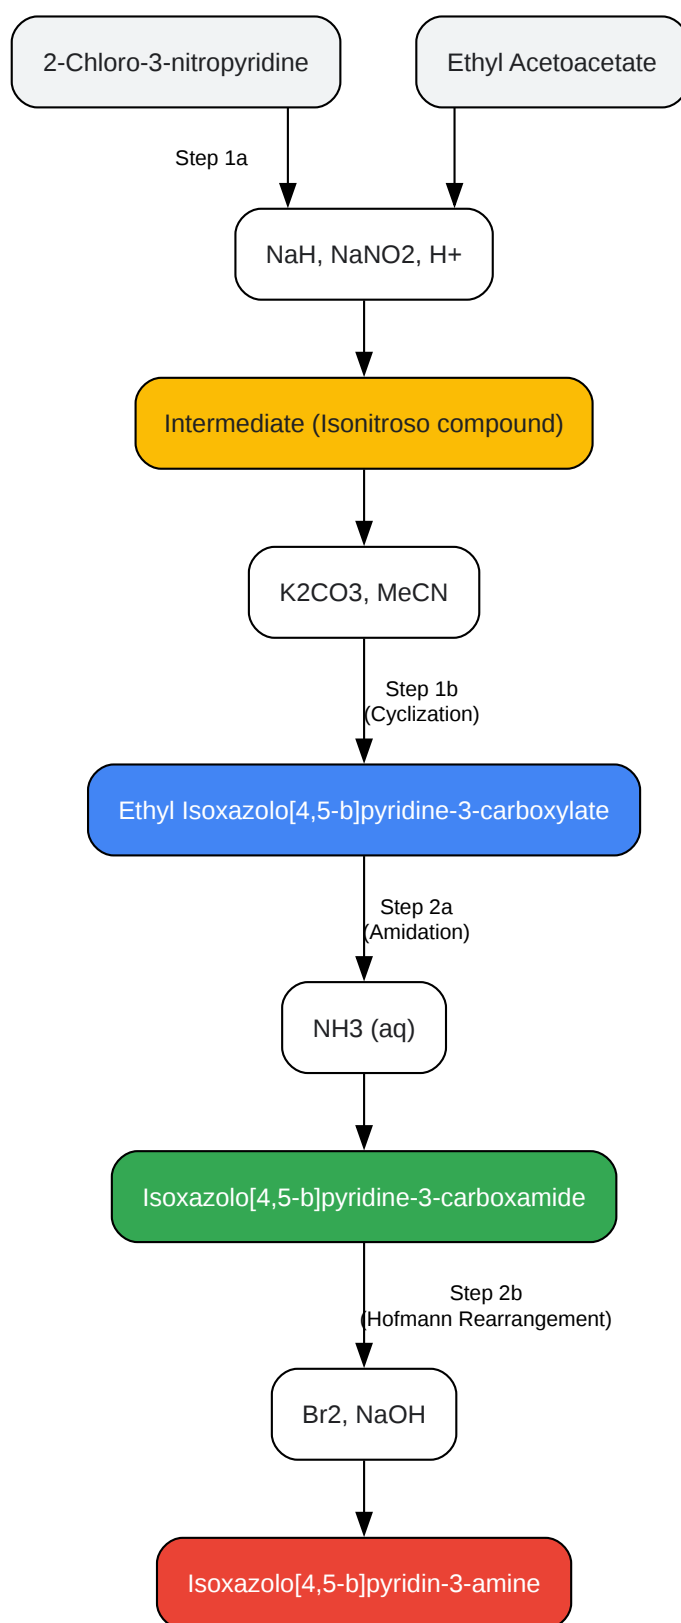 2-Chloro-3-nitropyridine
Ethyl Acetoacetate
Step 1a
NaH, NaNO2, H+
Intermediate (Isonitroso compound)
K2CO3, MeCN
Step 1b
(Cyclization)
Ethyl Isoxazolo[4,5-b]pyridine-3-carboxylate
Step 2a
(Amidation)
NH3 (aq)
Isoxazolo[4,5-b]pyridine-3-carboxamide
Step 2b
(Hofmann Rearrangement)
Br2, NaOH
Isoxazolo[4,5-b]pyridin-3-amine